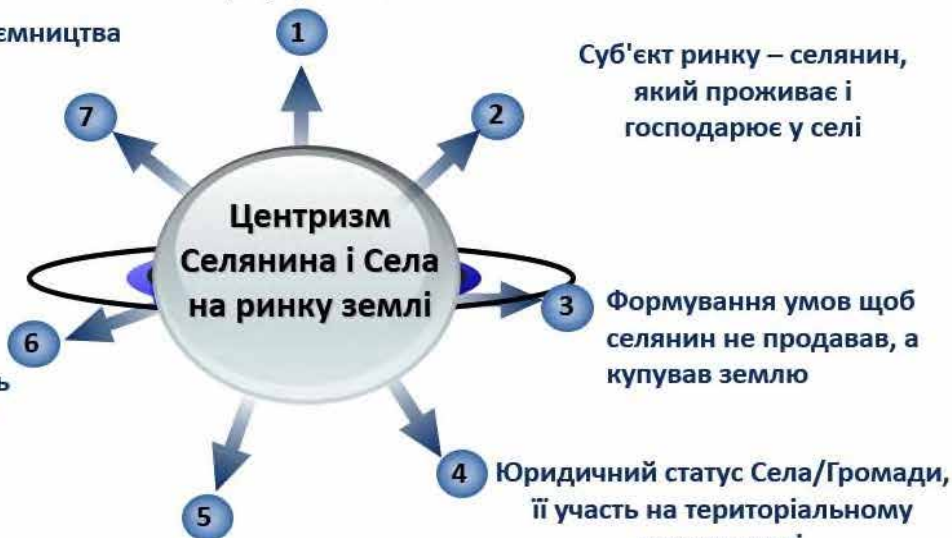 1
2
Суб'єкт ринку – селянин,
який проживає і
господарює у селі
3
Формування умов щоб
селянин не продавав, а
купував землю
4
Юридичний статус Села/Громади,
її участь на територіальному
5
6
7
Центризм
Селянина і Села
на ринку землі